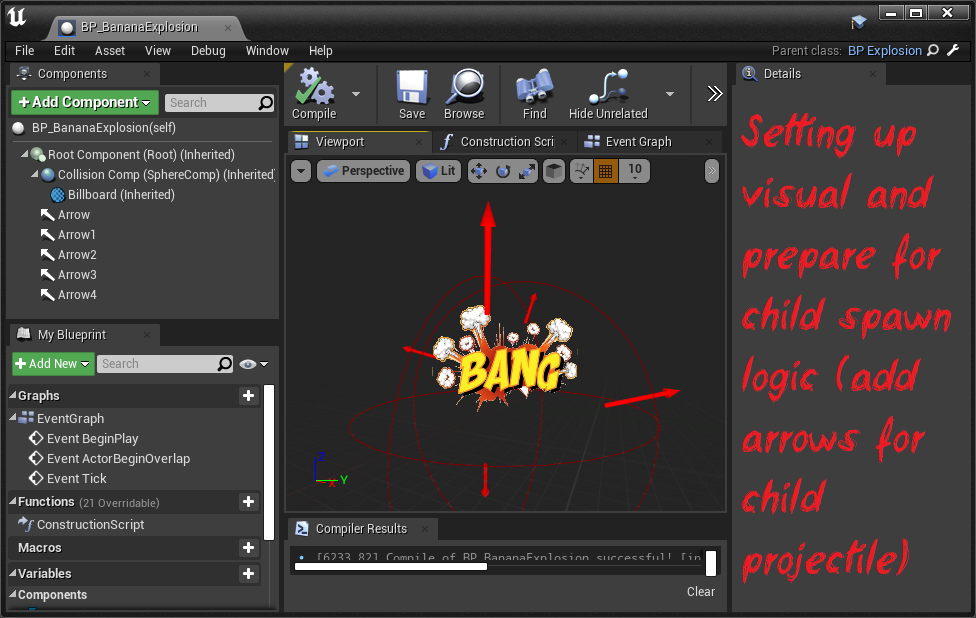 BP_BananaExplosion
File Edit Asset View Debug Window Help
Parent class: BP Explosion
Components
+Add Component
Search
BP_BananaExplosion(self)
Root Component (Root) (Inherited)
Collision Comp (SphereComp) (Inherited)
Billboard (Inherited)
Arrow
Arrow1
Arrow2
Arrow3
Arrow4
My Blueprint
+Add New
Search
Graphs
EventGraph
Event BeginPlay
Event ActorBeginOverlap
Event Tick
Functions (21 Overridable)
ConstructionScript
Macros
Variables
Components
Compile
Save
Browse
Find
Hide Unrelated
Viewport
Construction Scri
Event Graph
Perspective
Lit
10
BANG
Z
X
Y
Compiler Results
[6233.82] Compile of BP_BananaExplosion successful! [in
Clear
Details
Setting up
visual and
prepare for
child spawn
logic (add
arrows for
child
projectile)